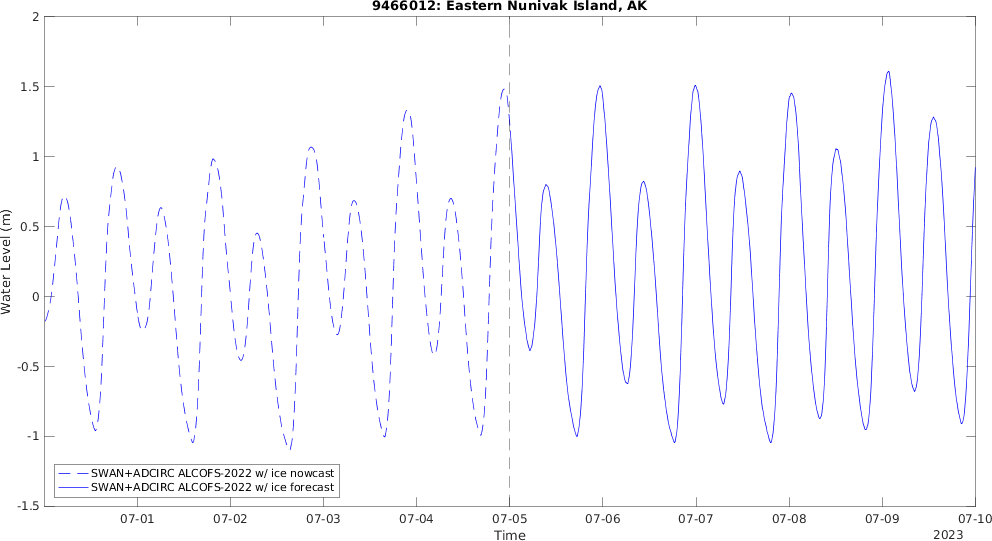 9466012: Eastern Nunivak Island, AK
2
1.5
1
0.5
0
-0.5
-1
-1.5
Water Level (m)
SWAN+ADCIRC ALCOFS-2022 w/ ice nowcast
SWAN+ADCIRC ALCOFS-2022 w/ ice forecast
07-01 07-02 07-03 07-04 07-05 07-06 07-07 07-08 07-09 07-10
Time
2023